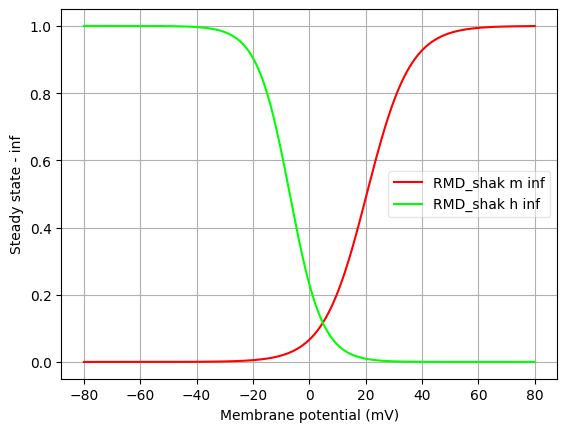 1.0
0.8
0.6
0.4
0.2
0.0
Steady state - inf
RMD_shak m inf
RMD_shak h inf
−80 −60 −40 −20 0 20 40 60 80
Membrane potential (mV)